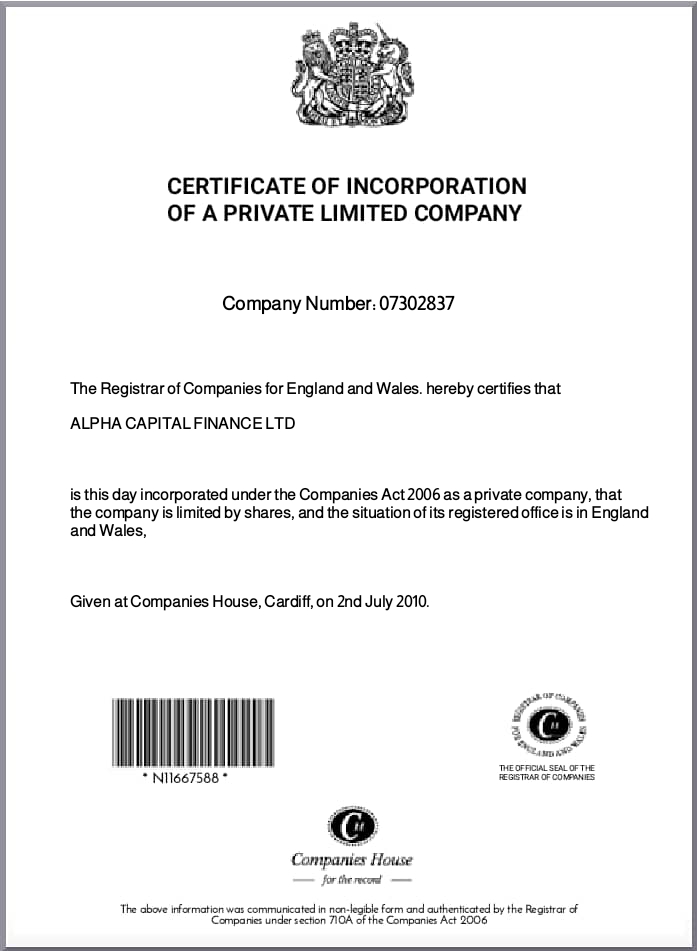 CERTIFICATE OF INCORPORATION
OF A PRIVATE LIMITED COMPANY
Company Number: 07302837
The Registrar of Companies for England and Wales. hereby certifies that
ALPHA CAPITAL FINANCE LTD
is this day incorporated under the Companies Act 2006 as a private company, that
the company is limited by shares, and the situation of its registered office is in England
and Wales,
Given at Companies House, Cardiff, on 2nd July 2010.
* N11667588 *
REGISTRAR OF COMPANIES
FOR ENGLAND AND WALES
C H
THE OFFICIAL SEAL OF THE
REGISTRAR OF COMPANIES
C H
Companies House
for the record
The above information was communicated in non-legible form and authenticated by the Registrar of
Companies under section 710A of the Companies Act 2006